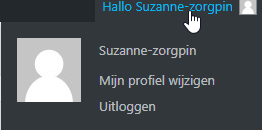 Hallo Suzanne-zorgpin
Suzanne-zorgpin
Mijn profiel wijzigen
Uitloggen